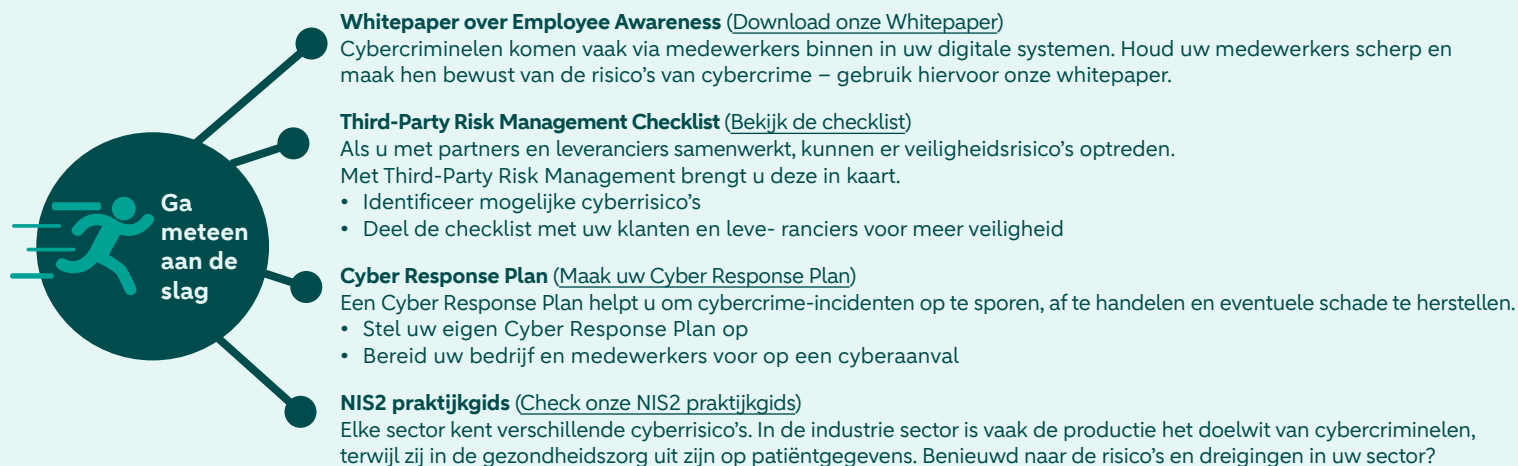 Ga
meteen
aan de
slag
Whitepaper over Employee Awareness (Download onze Whitepaper)
Cybercriminelen komen vaak via medewerkers binnen in uw digitale systemen. Houd uw medewerkers scherp en
maak hen bewust van de risico’s van cybercrime – gebruik hiervoor onze whitepaper.
Third-Party Risk Management Checklist (Bekijk de checklist)
Als u met partners en leveranciers samenwerkt, kunnen er veiligheidsrisico’s optreden.
Met Third-Party Risk Management brengt u deze in kaart.
• Identificeer mogelijke cyberrisico’s
• Deel de checklist met uw klanten en leve- ranciers voor meer veiligheid
Cyber Response Plan (Maak uw Cyber Response Plan)
Een Cyber Response Plan helpt u om cybercrime-incidenten op te sporen, af te handelen en eventuele schade te herstellen.
• Stel uw eigen Cyber Response Plan op
• Bereid uw bedrijf en medewerkers voor op een cyberaanval
NIS2 praktijkgids (Check onze NIS2 praktijkgids)
Elke sector kent verschillende cyberrisico’s. In de industrie sector is vaak de productie het doelwit van cybercriminelen,
terwijl zij in de gezondheidszorg uit zijn op patiëntgegevens. Benieuwd naar de risico’s en dreigingen in uw sector?